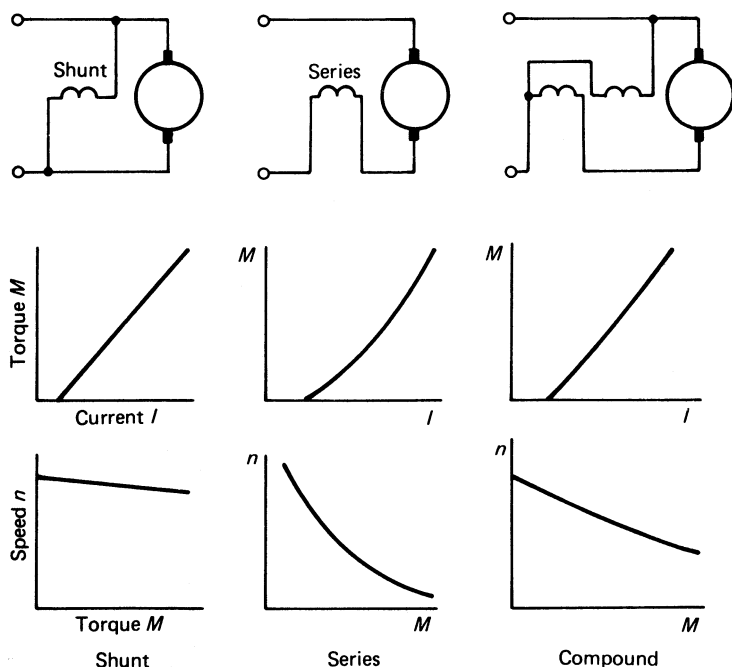 Shunt
Series
Torque M
Current I
M
I
M
I
Speed n
Torque M
n
M
n
M
Shunt
Series
Compound